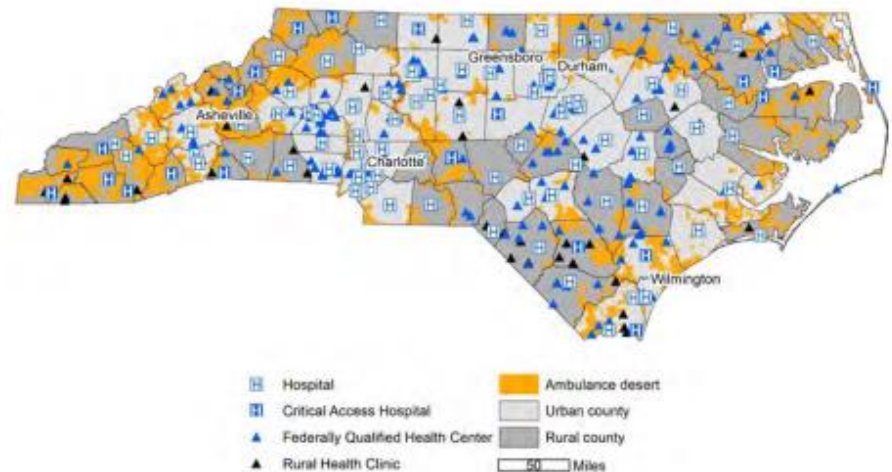 Greensboro
Durham
Asheville
Charlotte
Wilmington
H Hospital
H Critical Access Hospital
Federally Qualified Health Center
Rural Health Clinic
Ambulance desert
Urban county
Rural county
50 Miles